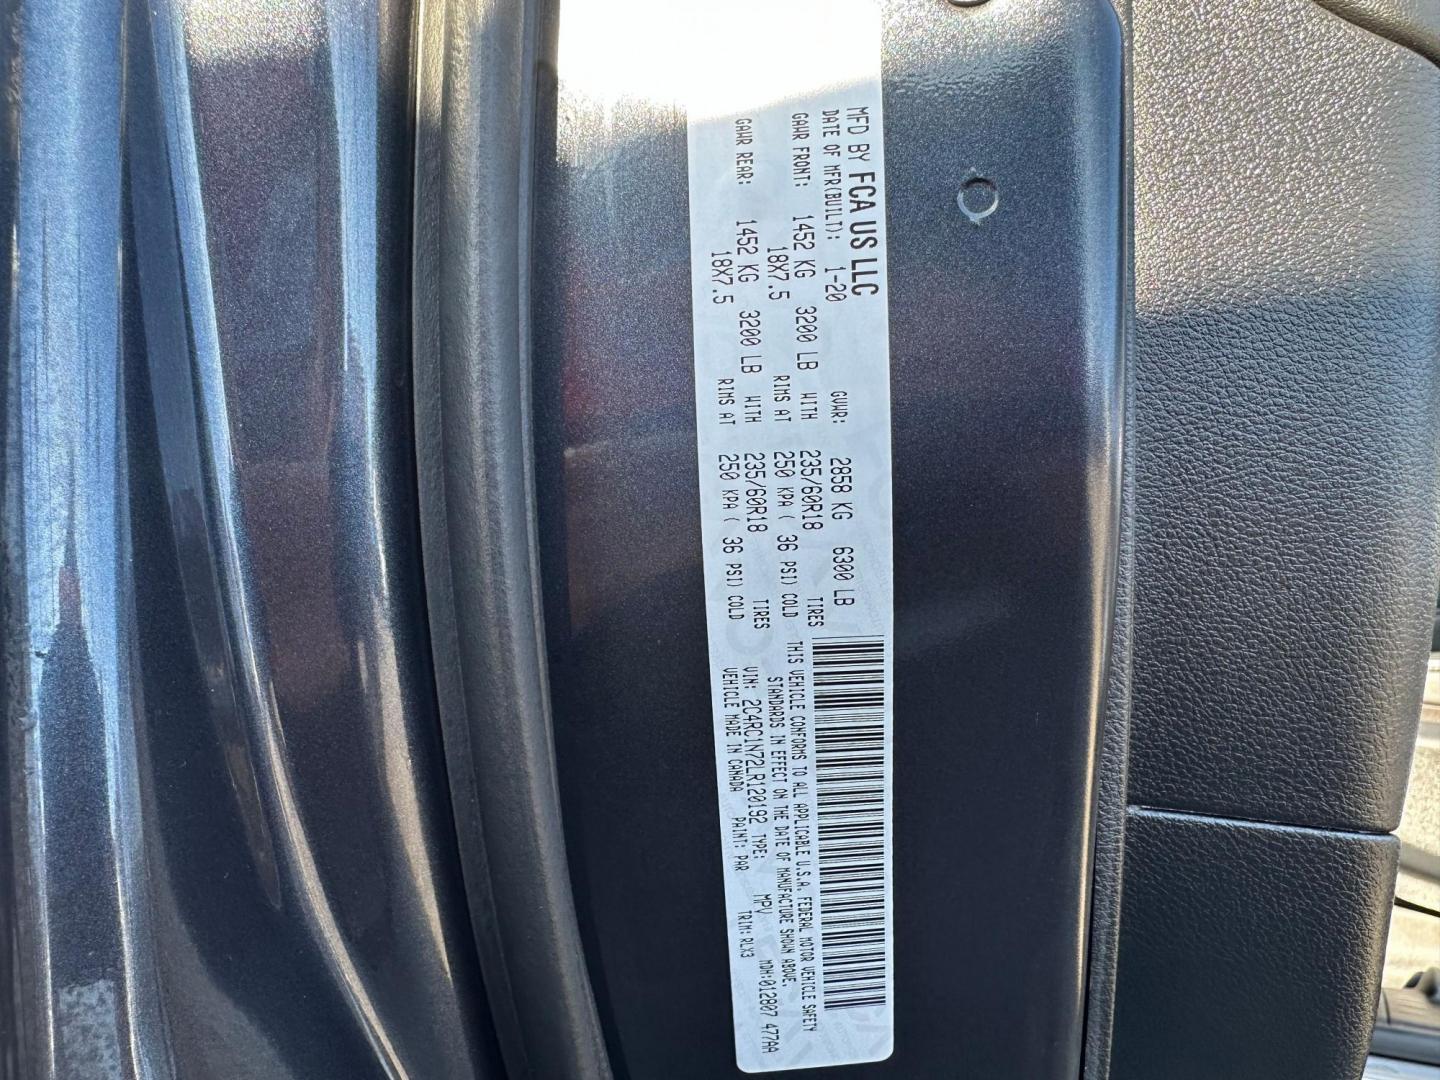 MFD BY FCA US LLC
DATE OF MFR(BUILT): 1-20 GVWR: 2858 KG 6300 LB
GAWR FRONT: 1452 KG 3200 LB WITH 235/60R18 TIRES
18X7.5 RIMS AT 250 KPA ( 36 PSI) COLD
GAWR REAR: 1452 KG 3200 LB WITH 235/60R18 TIRES
18X7.5 RIMS AT 250 KPA ( 36 PSI) COLD
THIS VEHICLE CONFORMS TO ALL APPLICABLE U.S.A. FEDERAL MOTOR VEHICLE SAFETY
STANDARDS IN EFFECT ON THE DATE OF MANUFACTURE SHOWN ABOVE.
VIN: 2C4RC1N72LR120192 TYPE: MPV MDH:012807 477AA
VEHICLE MADE IN CANADA PAINT: PAR TRIM: RLX3